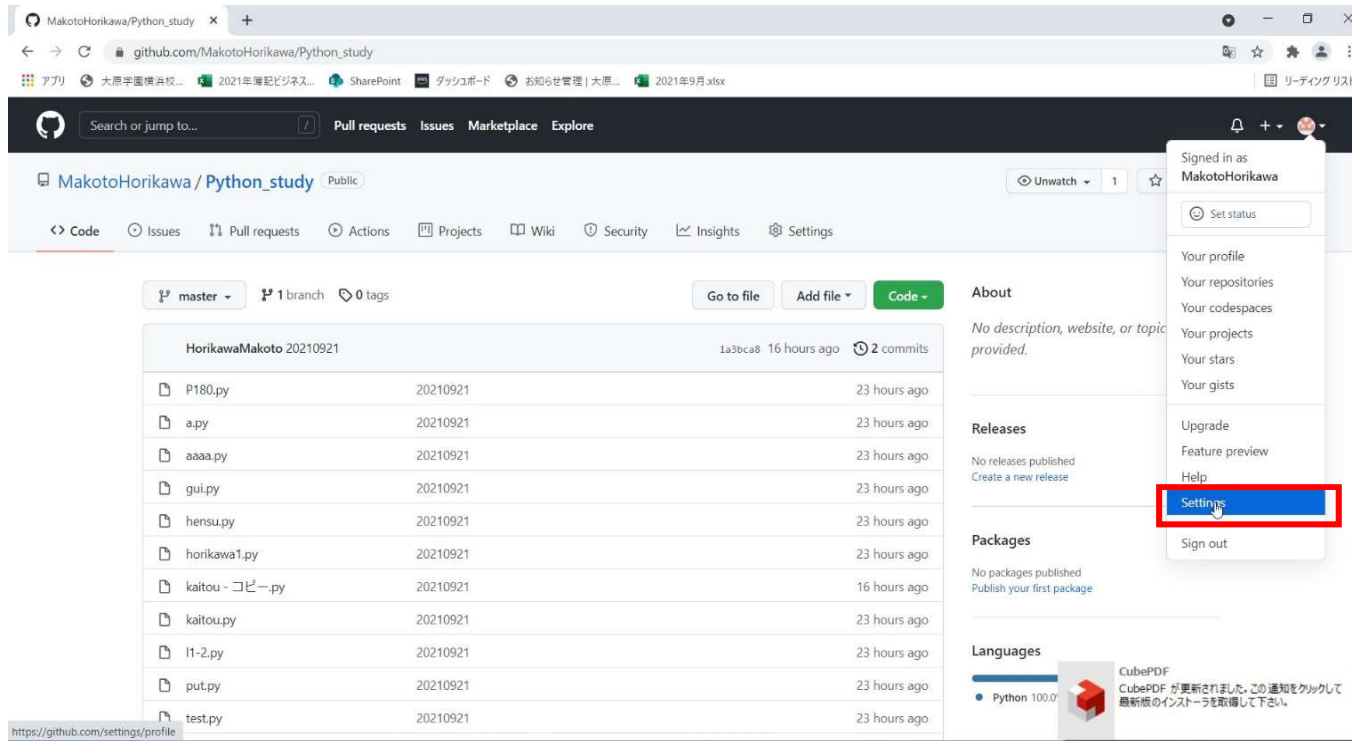 MakotoHorikawa/Python_study
github.com/MakotoHorikawa/Python_study
アプリ 大原学園横浜校... 2021年簿記ビジネス... SharePoint ダッシュボード お知らせ管理 | 大原... 2021年9月.xlsx リーディング リスト
Search or jump to... / Pull requests Issues Marketplace Explore
Signed in as
MakotoHorikawa
MakotoHorikawa / Python_study Public
Unwatch 1
Set status
<> Code Issues Pull requests Actions Projects Wiki Security Insights Settings
Your profile
Your repositories
Your codespaces
Your projects
Your stars
Your gists
Upgrade
Feature preview
Help
Settings
Sign out
master 1 branch 0 tags Go to file Add file Code
HorikawaMakoto 20210921 1a3bca8 16 hours ago 2 commits
P180.py 20210921 23 hours ago
a.py 20210921 23 hours ago
aaaa.py 20210921 23 hours ago
gui.py 20210921 23 hours ago
hensu.py 20210921 23 hours ago
horikawa1.py 20210921 23 hours ago
kaitou - コピー.py 20210921 16 hours ago
kaitou.py 20210921 23 hours ago
l1-2.py 20210921 23 hours ago
put.py 20210921 23 hours ago
test.py 20210921 23 hours ago
About
No description, website, or topic
provided.
Releases
No releases published
Create a new release
Packages
No packages published
Publish your first package
Languages
Python 100.0
CubePDF
CubePDF が更新されました。この通知をクリックして
最新版のインストーラを取得して下さい。
https://github.com/settings/profile